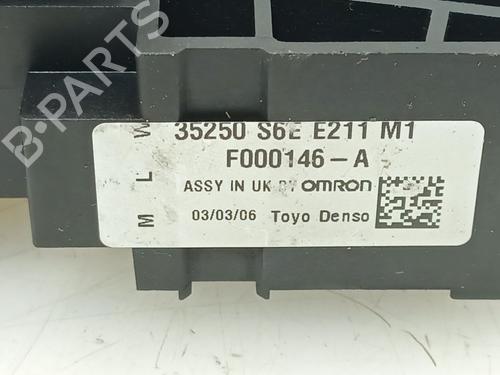 35250 S6E E211 M1
F000146-A
ASSY IN UK BY OMRON
03/03/06 Toyo Denso
M L W
B-PARTS